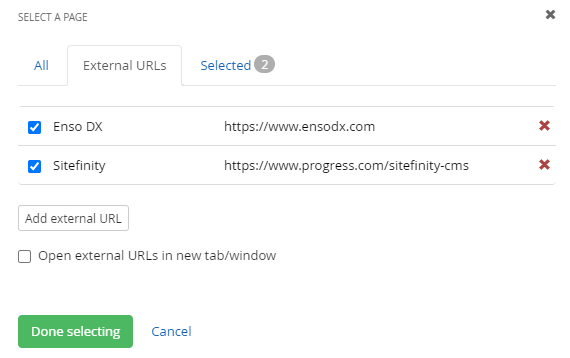 SELECT A PAGE
All External URLs Selected 2
Enso DX https://www.ensodx.com
Sitefinity https://www.progress.com/sitefinity-cms
Add external URL
Open external URLs in new tab/window
Done selecting Cancel